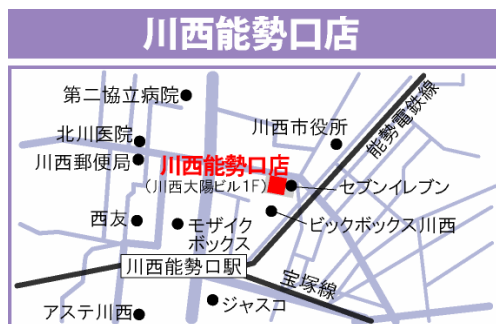 川西能勢口店
第二協立病院
北川医院
川西郵便局
川西市役所
能勢電鉄線
川西能勢口店
（川西大陽ビル1F）
セブンイレブン
西友
モザイク
ボックス
ビックボックス川西
川西能勢口駅
宝塚線
アステ川西
ジャスコ